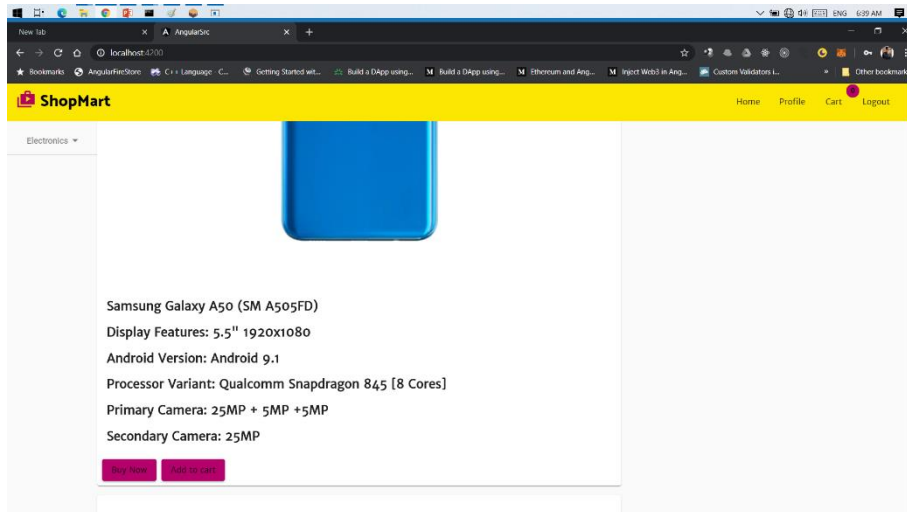 ENG 6:39 AM
New Tab
AngularSrc
localhost:4200
Bookmarks AngularFireStore C++ Language C... Getting Started wit... Build a DApp using... Build a DApp using... Ethereum and Ang... Inject Web3 in Ang... Custom Validators i... » Other bookmark
ShopMart
Home Profile Cart Logout
Electronics
Samsung Galaxy A50 (SM A505FD)
Display Features: 5.5" 1920x1080
Android Version: Android 9.1
Processor Variant: Qualcomm Snapdragon 845 [8 Cores]
Primary Camera: 25MP + 5MP +5MP
Secondary Camera: 25MP
Buy Now Add to cart